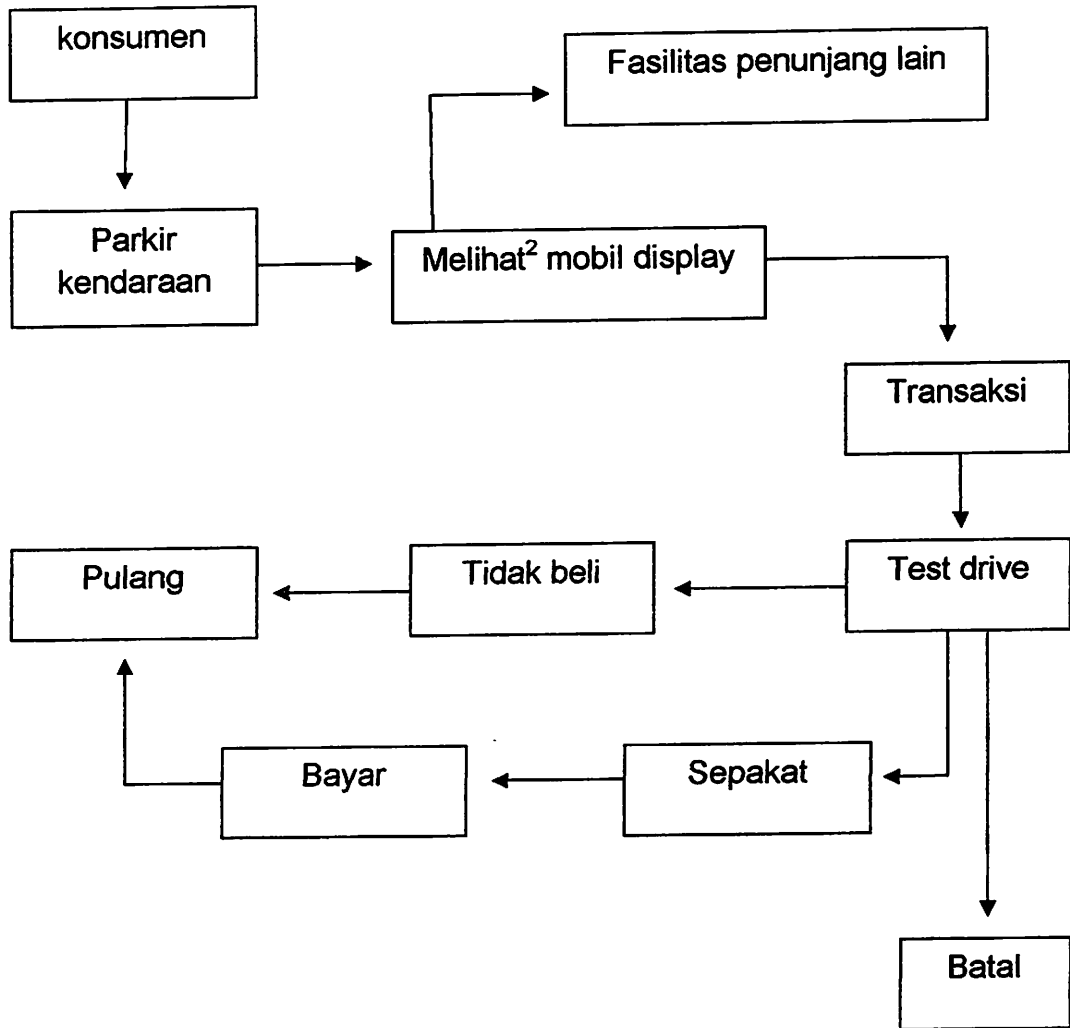 konsumen
Fasilitas penunjang lain
Parkir
kendaraan
Melihat² mobil display
Transaksi
Test drive
Tidak beli
Pulang
Bayar
Sepakat
Batal